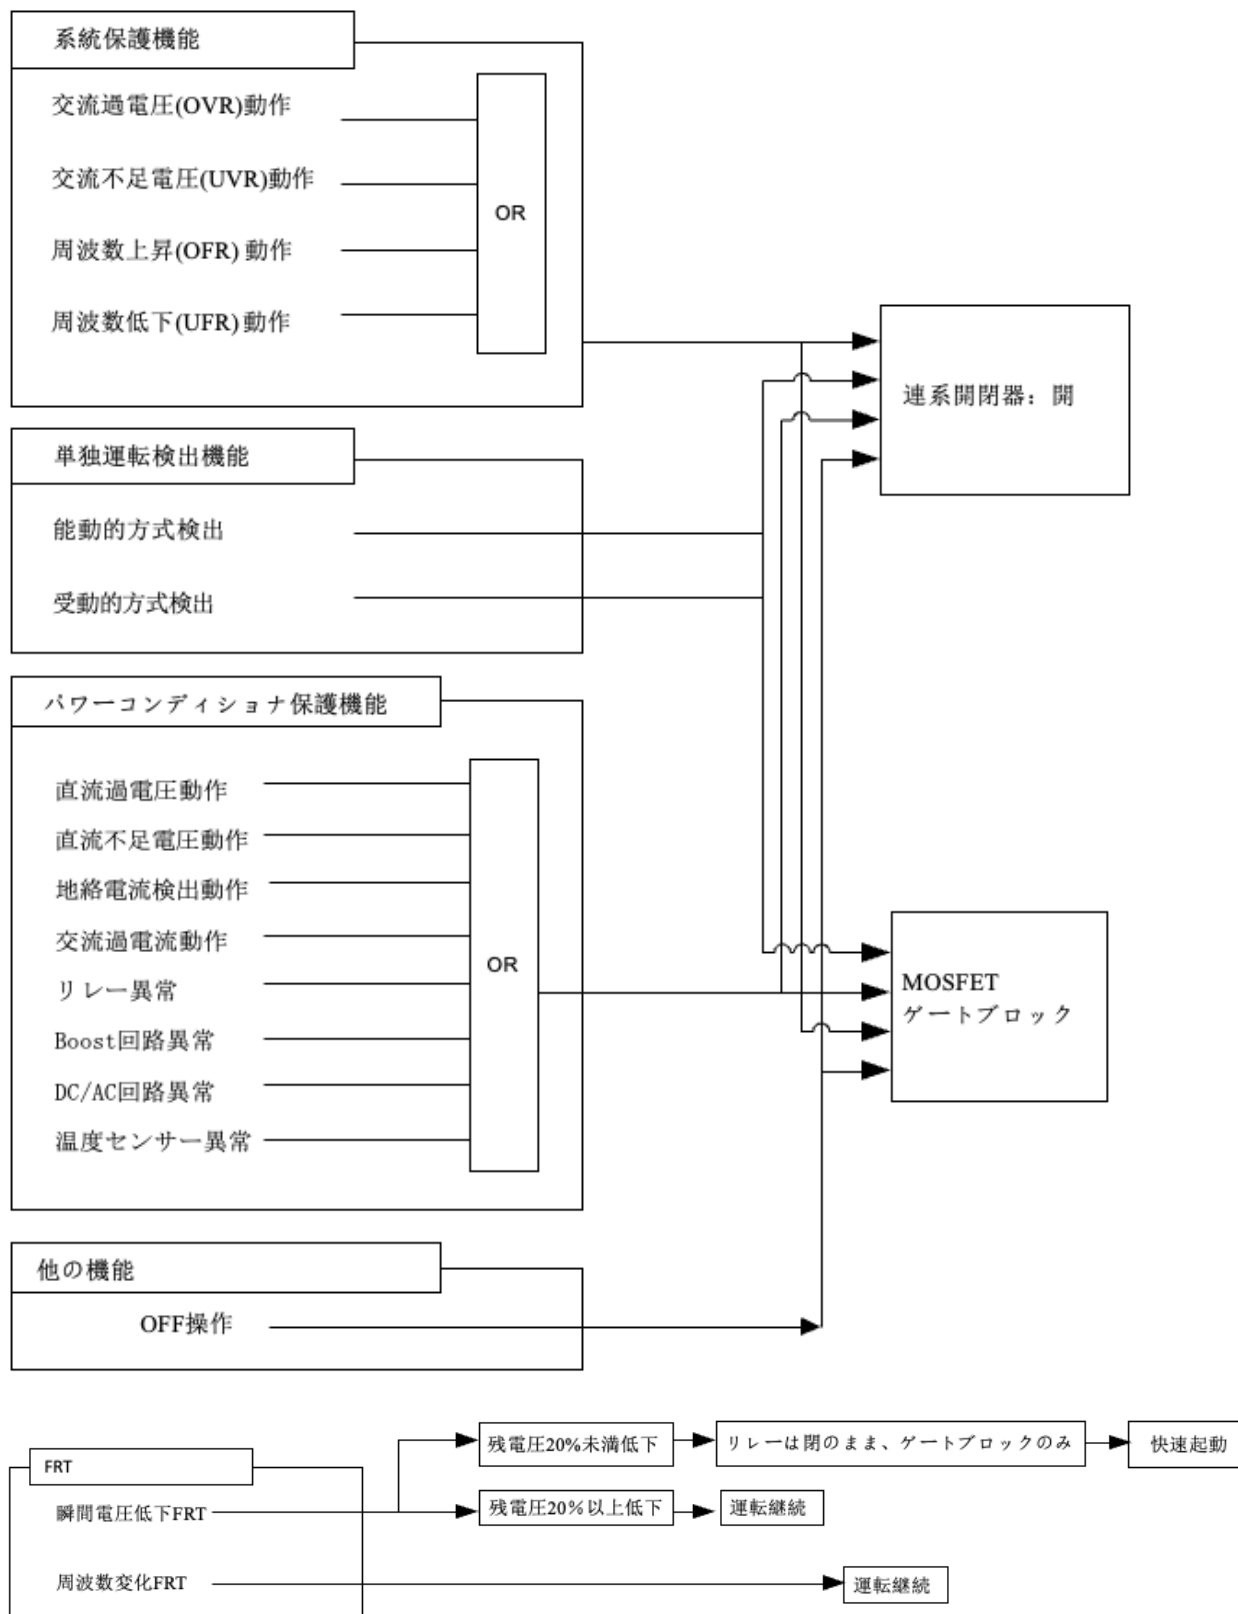 系統保護機能
交流過電圧(OVR)動作
交流不足電圧(UVR)動作
周波数上昇(OFR) 動作
周波数低下(UFR) 動作
OR
連系開閉器：開
単独運転検出機能
能動的方式検出
受動的方式検出
パワーコンディショナ保護機能
直流過電圧動作
直流不足電圧動作
地絡電流検出動作
交流過電流動作
リレー異常
Boost回路異常
DC/AC回路異常
温度センサー異常
OR
MOSFET
ゲートブロック
他の機能
OFF操作
FRT
瞬間電圧低下FRT
残電圧20%未満低下
リレーは閉のまま、ゲートブロックのみ
快速起動
残電圧20%以上低下
運転継続
周波数変化FRT
運転継続